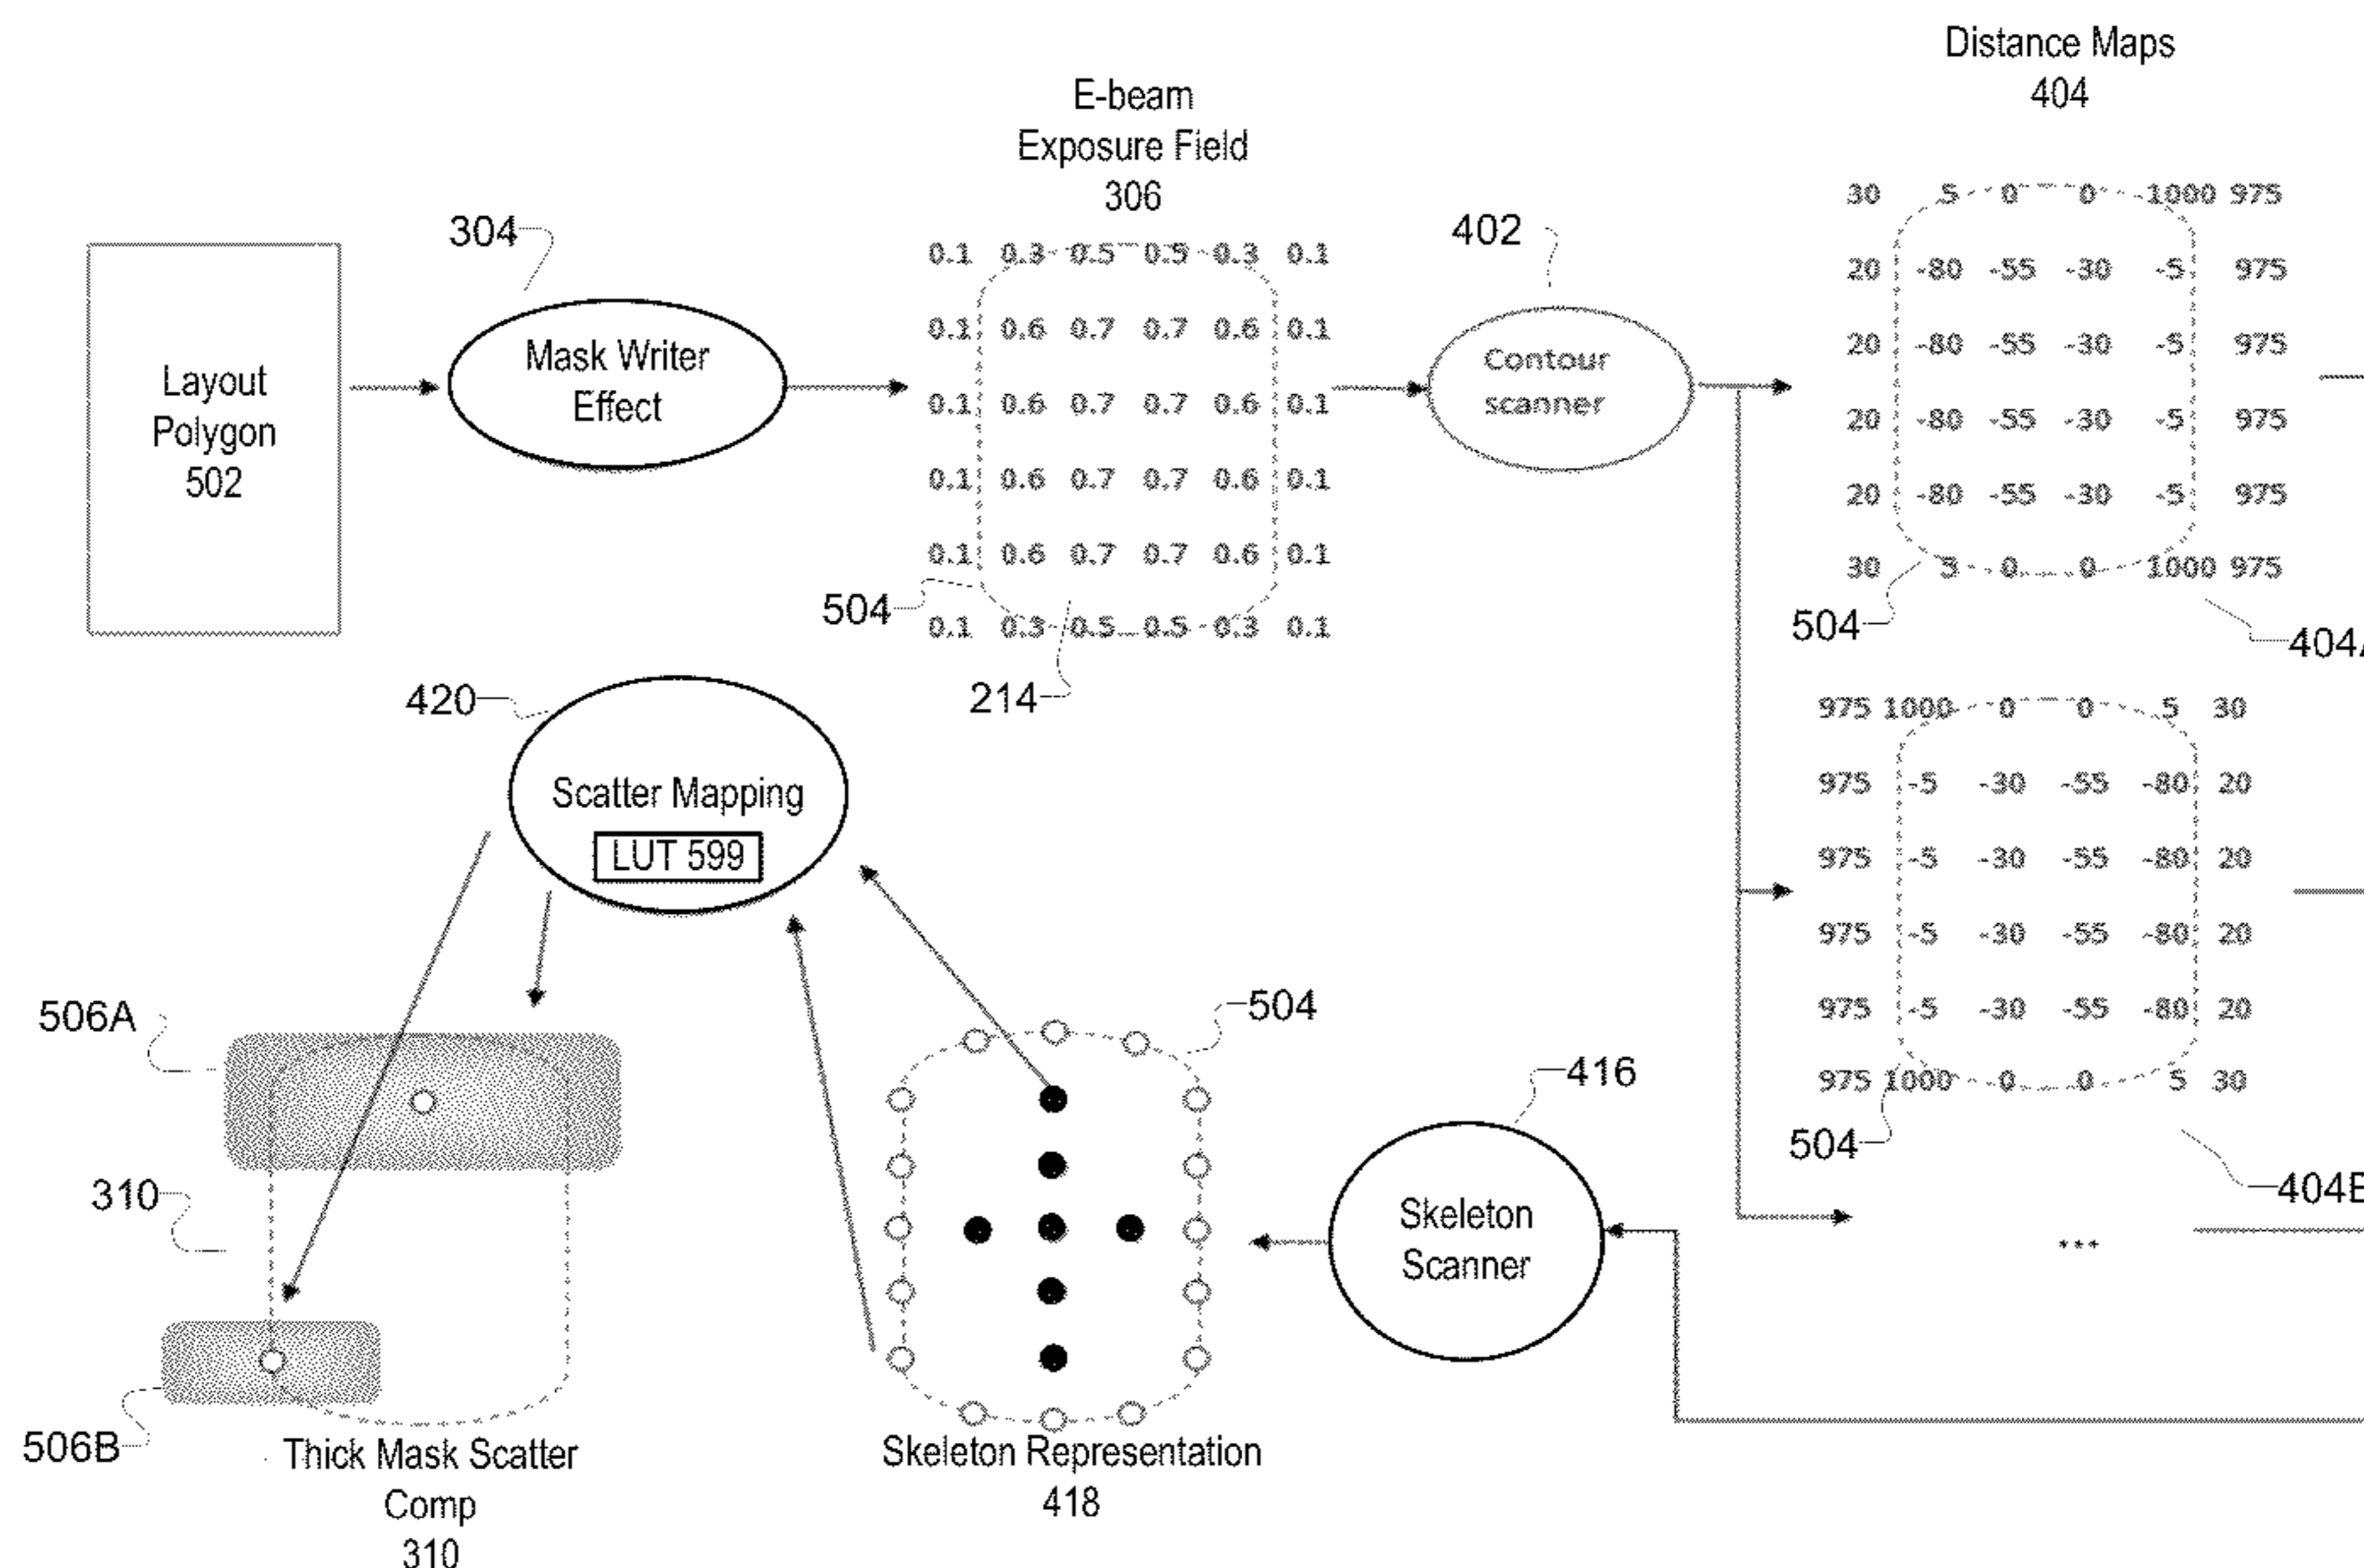 Distance Maps
404
E-beam
Exposure Field
306
304
402
Layout
Polygon
502
Mask Writer
Effect
0.1 0.3 0.5 0.5 0.3 0.1
0.1 0.6 0.7 0.7 0.6 0.1
0.1 0.6 0.7 0.7 0.6 0.1
0.1 0.6 0.7 0.7 0.6 0.1
0.1 0.6 0.7 0.7 0.6 0.1
0.1 0.3 0.5 0.5 0.3 0.1
504
214
Contour
scanner
30 5 0 0 1000 975
20 -80 -55 -30 -5 975
20 -80 -55 -30 -5 975
20 -80 -55 -30 -5 975
20 -80 -55 -30 -5 975
30 5 0 0 1000 975
504
404A
975 1000 0 0 5 30
975 -5 -30 -55 -80 20
975 -5 -30 -55 -80 20
975 -5 -30 -55 -80 20
975 -5 -30 -55 -80 20
975 1000 0 0 5 30
504
404B
...
420
Scatter Mapping
LUT 599
416
Skeleton
Scanner
504
Skeleton Representation
418
506A
310
506B
Thick Mask Scatter
Comp
310